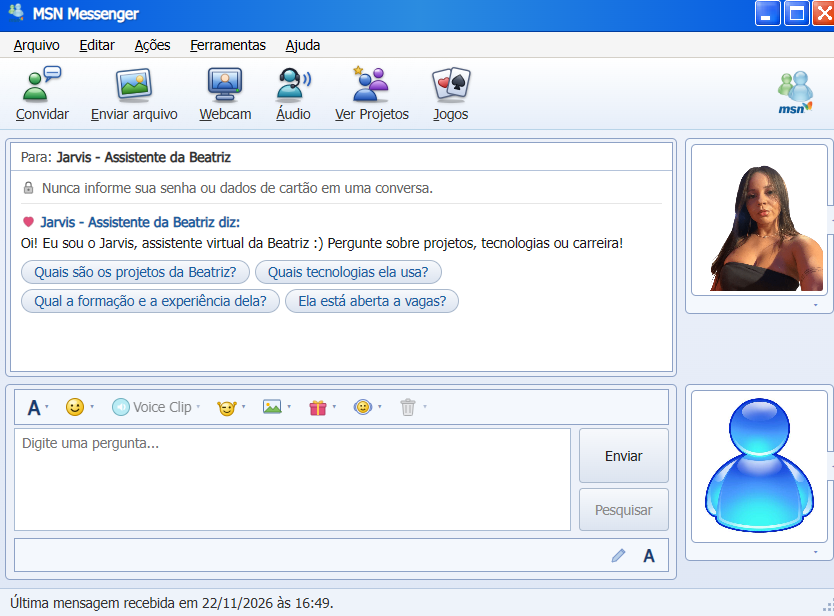 MSN Messenger
Arquivo Editar Ações Ferramentas Ajuda
Convidar Enviar arquivo Webcam Áudio Ver Projetos Jogos
msn
Para: Jarvis - Assistente da Beatriz
Nunca informe sua senha ou dados de cartão em uma conversa.
Jarvis - Assistente da Beatriz diz:
Oi! Eu sou o Jarvis, assistente virtual da Beatriz :) Pergunte sobre projetos, tecnologias ou carreira!
Quais são os projetos da Beatriz? Quais tecnologias ela usa?
Qual a formação e a experiência dela? Ela está aberta a vagas?
A Voice Clip
Digite uma pergunta...
Enviar
Pesquisar
A
Última mensagem recebida em 22/11/2026 às 16:49.